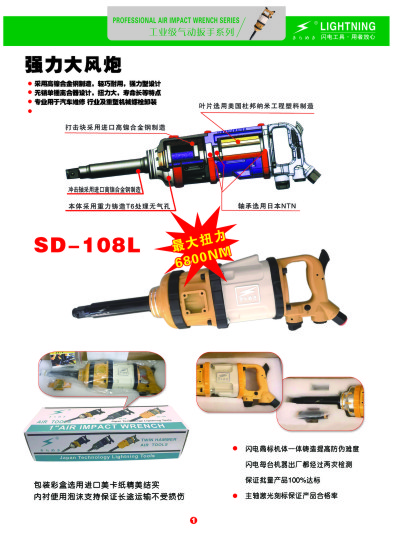 PROFESSIONAL AIR IMPACT WRENCH SERIES
工业级气动扳手系列
LIGHTNING
闪电工具·用者放心
强力大风炮
采用高镍合金钢制造，轻巧耐用，强力型设计
无销单锤离合器设计，扭力大，寿命长等特点
专业用于汽车维修 行业及重型机械螺栓卸装
叶片选用美国杜邦纳米工程塑料制造
打击块采用进口高镍合金钢制造
冲击轴采用进口高镍合金钢制造
本体采用重力铸造T6处理无气孔
轴承选用日本NTN
SD-108L
最大扭力
6800NM
1"AIR IMPACT WRENCH
TWIN HAMMER
AIR TOOLS
Japan Technology Lightning Tools
闪电商标机体一体铸造提高防伪难度
闪电每台机器出厂都经过两次检测
保证批量产品100%达标
主轴激光刻标保证产品合格率
包装彩盒选用进口美卡纸精美结实
内衬使用泡沫支持保证长途运输不受损伤
1